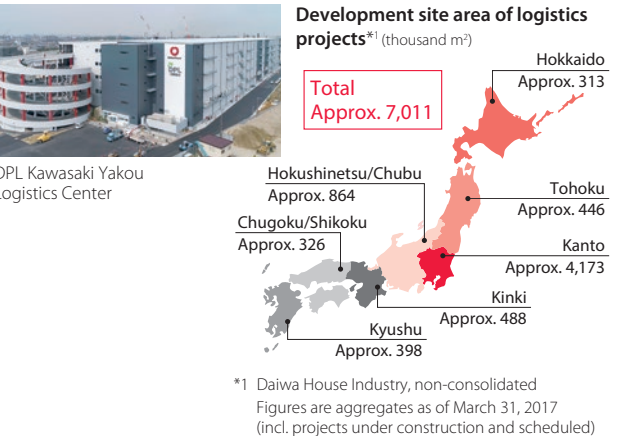 Development site area of logistics
projects*1 (thousand m²)
Total
Approx. 7,011
Hokkaido
Approx. 313
Hokushinetsu/Chubu
Approx. 864
Tohoku
Approx. 446
Chugoku/Shikoku
Approx. 326
Kanto
Approx. 4,173
Kinki
Approx. 488
Kyushu
Approx. 398
DPL Kawasaki Yakou
Logistics Center
*1 Daiwa House Industry, non-consolidated
Figures are aggregates as of March 31, 2017
(incl. projects under construction and scheduled)